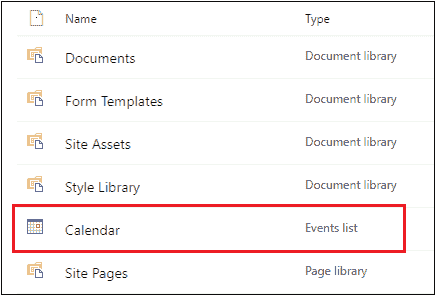 Name Type
Documents Document library
Form Templates Document library
Site Assets Document library
Style Library Document library
Calendar Events list
Site Pages Page library